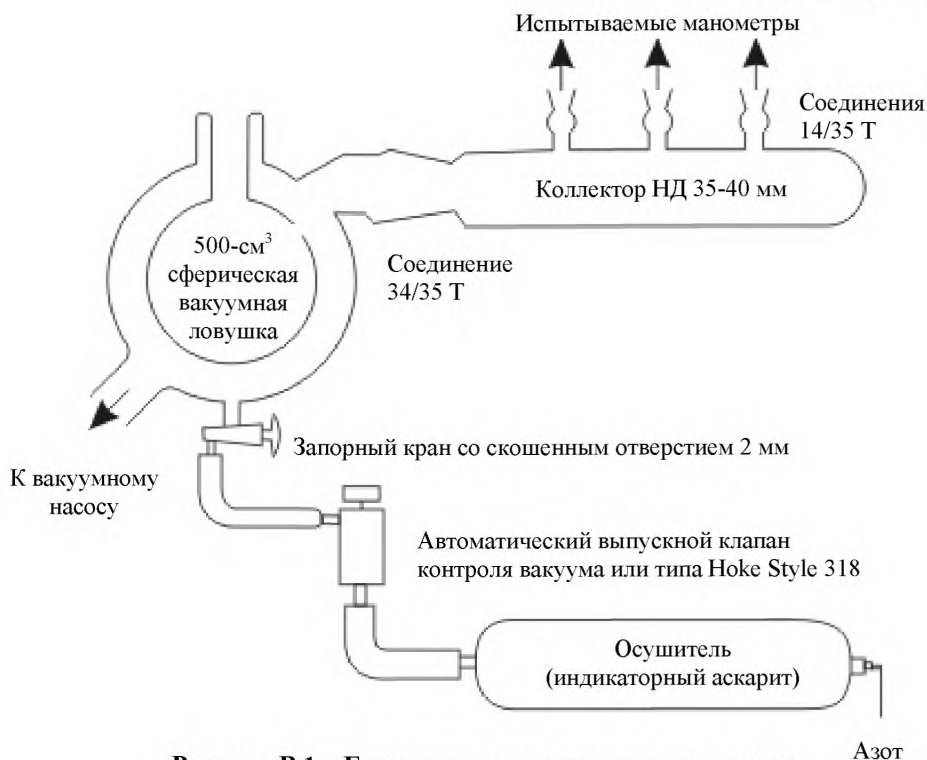 Испытываемые манометры
Соединения
14/35 Т
Коллектор НД 35-40 мм
500-см³
сферическая
вакуумная
ловушка
Соединение
34/35 Т
Запорный кран со скошенным отверстием 2 мм
К вакуумному
насосу
Автоматический выпускной клапан
контроля вакуума или типа Hoke Style 318
Осушитель
(индикаторный аскарит)
Азот